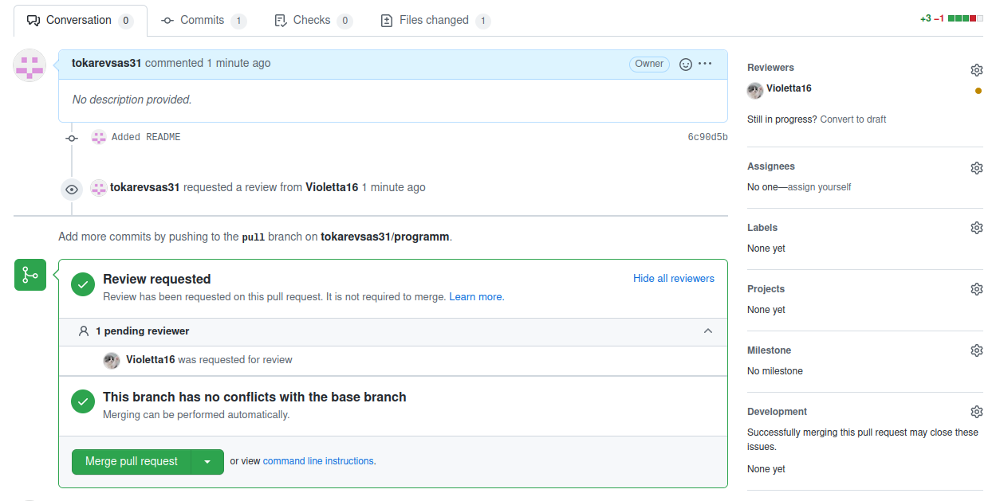 Conversation 0 Commits 1 Checks 0 Files changed 1 +3 −1
tokarevsas31 commented 1 minute ago Owner
No description provided.
Added README 6c90d5b
tokarevsas31 requested a review from Violetta16 1 minute ago
Add more commits by pushing to the pull branch on tokarevsas31/programm.
Review requested Hide all reviewers
Review has been requested on this pull request. It is not required to merge. Learn more.
1 pending reviewer
Violetta16 was requested for review
This branch has no conflicts with the base branch
Merging can be performed automatically.
Merge pull request or view command line instructions.
Reviewers
Violetta16
Still in progress? Convert to draft
Assignees
No one—assign yourself
Labels
None yet
Projects
None yet
Milestone
No milestone
Development
Successfully merging this pull request may close these
issues.
None yet